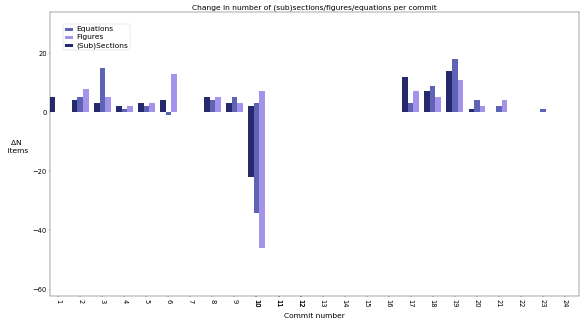 Change in number of (sub)sections/figures/equations per commit
Equations
Figures
(Sub)Sections
20
0
−20
−40
−60
ΔN
items
1 2 3 4 5 6 7 8 9 10 11 12 13 14 15 16 17 18 19 20 21 22 23 24
Commit number